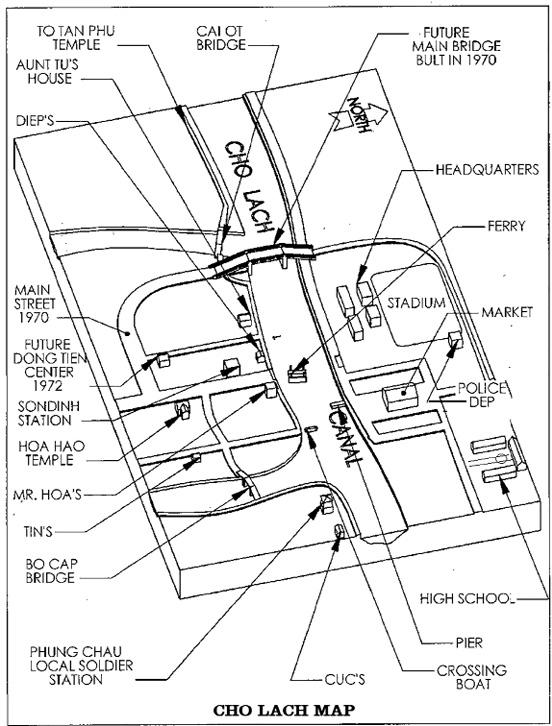 TO TAN PHU
TEMPLE
CAI OT
BRIDGE
FUTURE
MAIN BRIDGE
BULT IN 1970
AUNT TU'S
HOUSE
DIEP'S
NORTH
CHO LACH
HEADQUARTERS
FERRY
STADIUM
MARKET
MAIN
STREET
1970
FUTURE
DONG TIEN
CENTER
1972
1
POLICE
DEP
SONDINH
STATION
HOA HAO
TEMPLE
CANAL
MR. HOA'S
TIN'S
BO CAP
BRIDGE
HIGH SCHOOL
PHUNG CHAU
LOCAL SOLDIER
STATION
PIER
CUC'S
CROSSING
BOAT
CHO LACH MAP